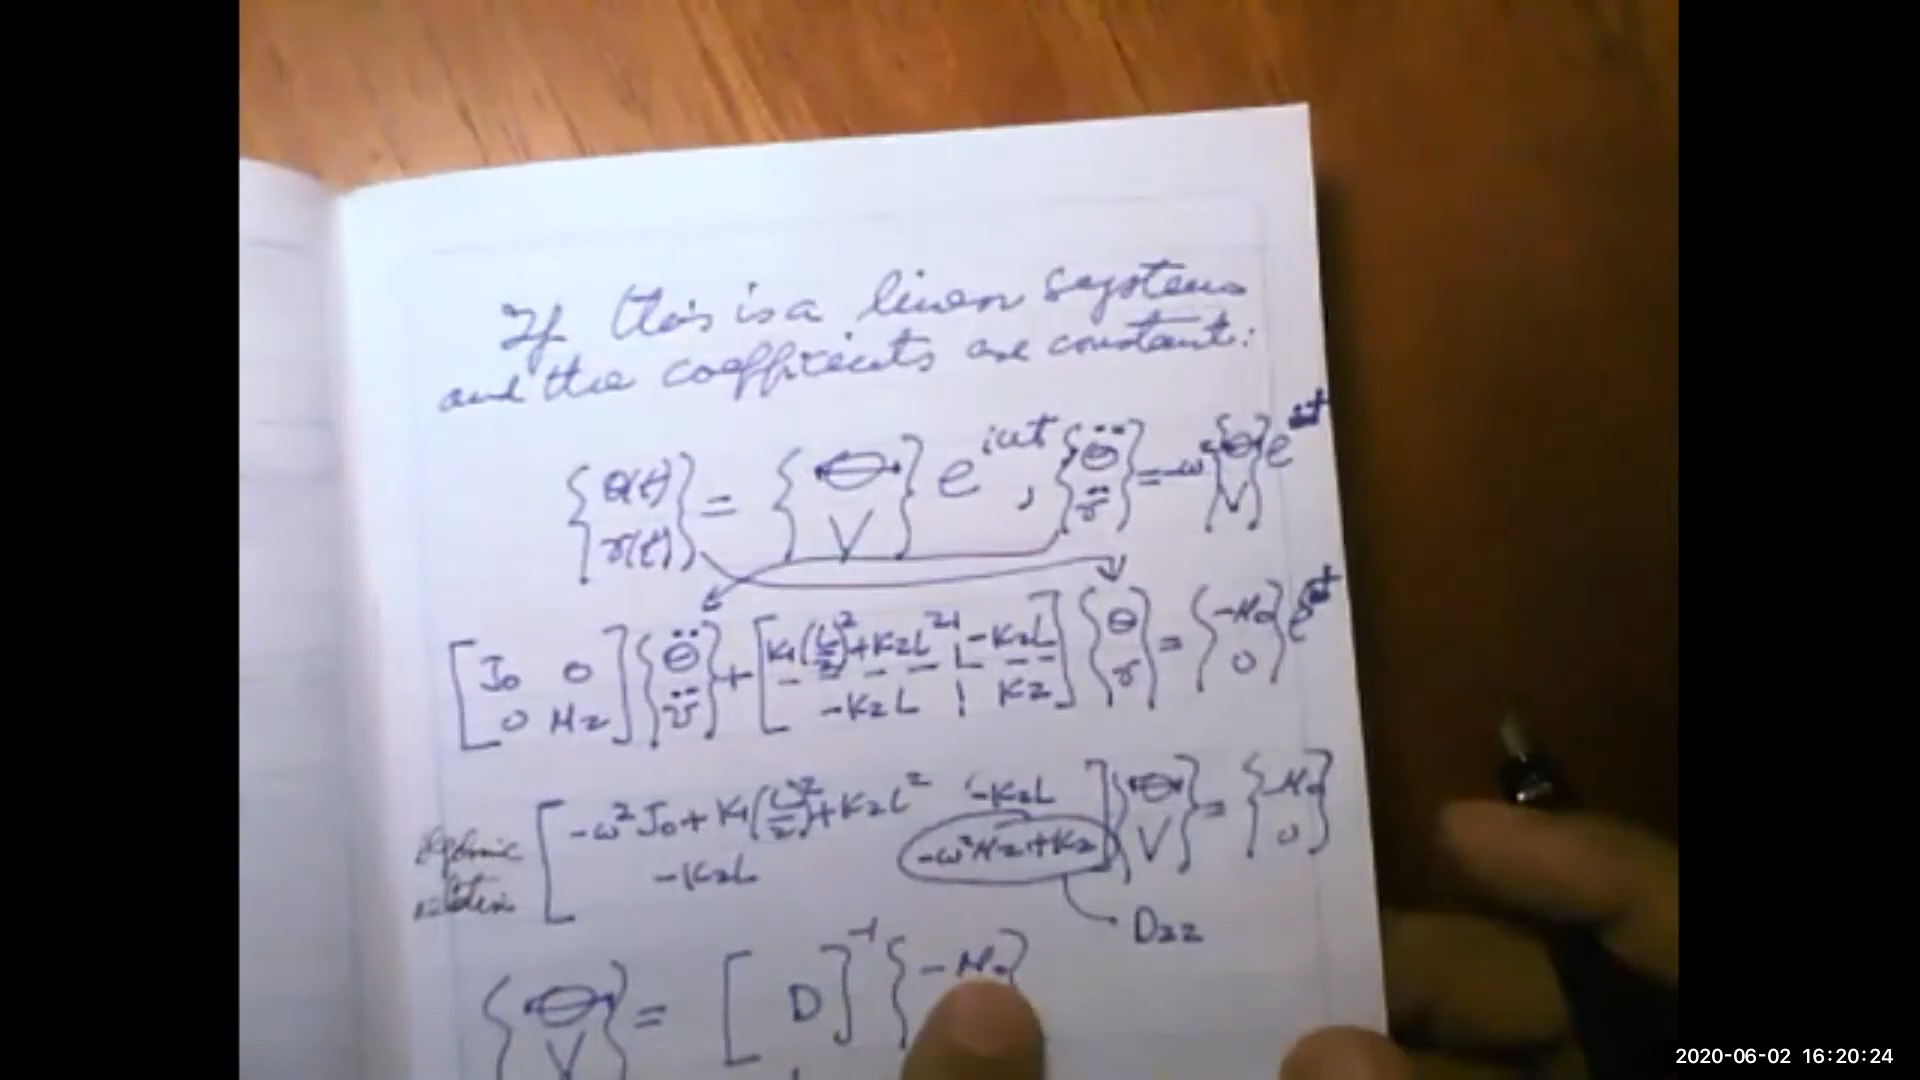 If this is a linear system
and the coefficients are constant:
{θ(t) v(t)} = {Θ V} e^{iωt} , {θ̈ v̈} = -ω² {Θ V} e^{iωt}
[J₀ 0 0 M₂] {θ̈ v̈} + [K₁(L/2)² + K₂L² -K₂L -K₂L K₂] {θ v} = {-M₀ 0} e^{iωt}
[-ω²J₀ + K₁(L/2)² + K₂L² -K₂L -K₂L -ω²M₂ + K₂] {Θ V} = {-M₀ 0}
D₂₂
{Θ V} = [D]⁻¹ {-M₀
2020-06-02 16:20:24